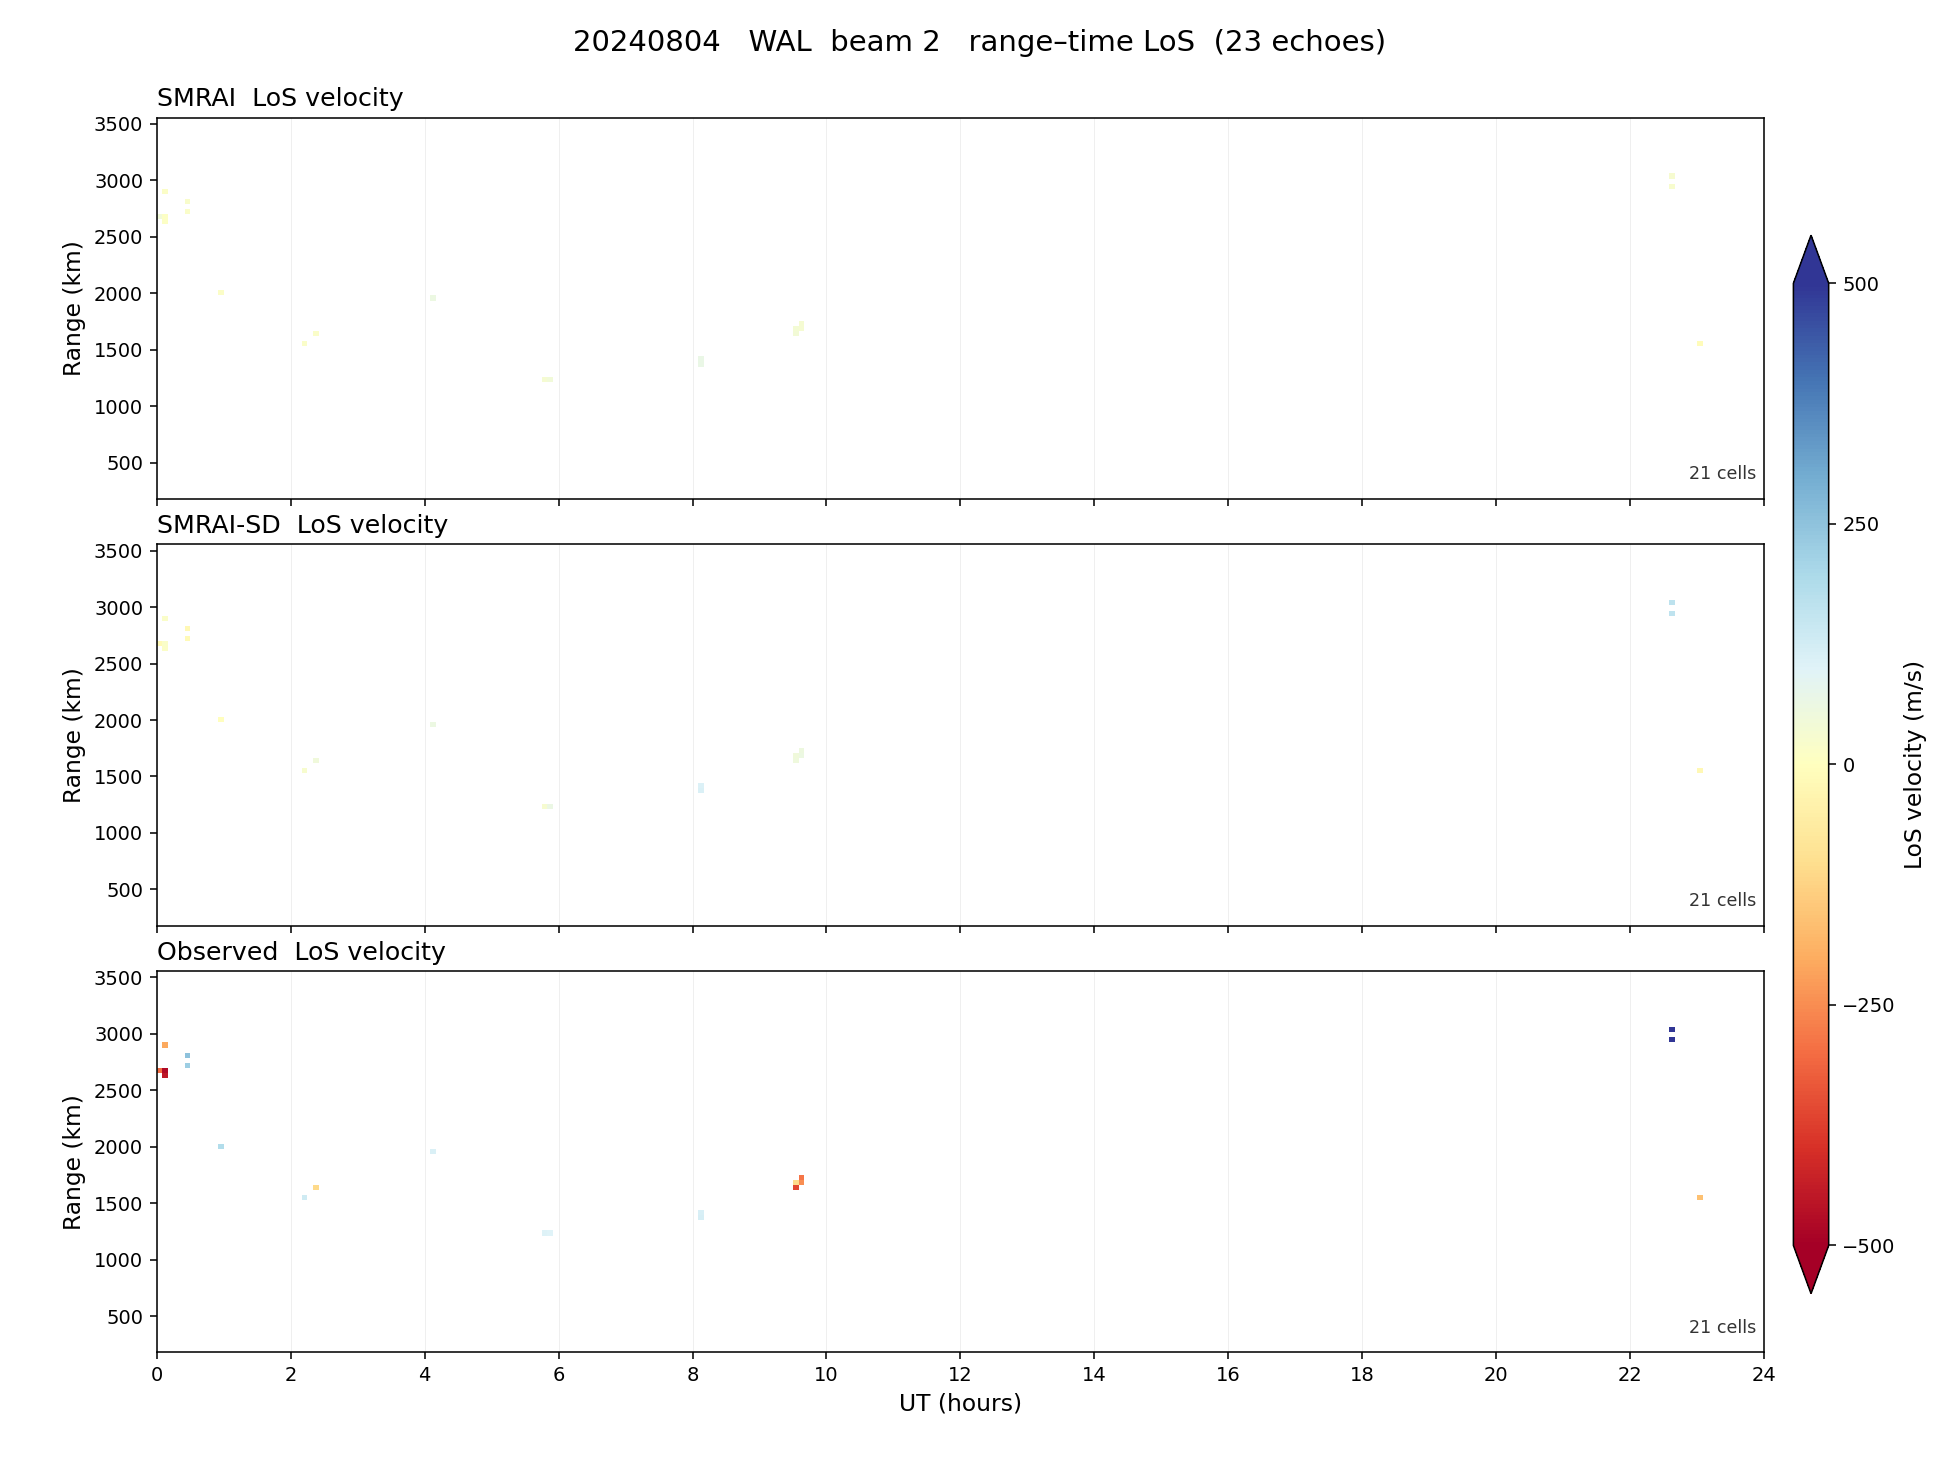 20240804   WAL  beam 2   range–time LoS  (23 echoes)
SMRAI  LoS velocity
3500
3000
2500
2000
1500
1000
500
Range (km)
21 cells
SMRAI-SD  LoS velocity
3500
3000
2500
2000
1500
1000
500
Range (km)
21 cells
Observed  LoS velocity
3500
3000
2500
2000
1500
1000
500
Range (km)
21 cells
0 2 4 6 8 10 12 14 16 18 20 22 24
UT (hours)
500
250
0
−250
−500
LoS velocity (m/s)